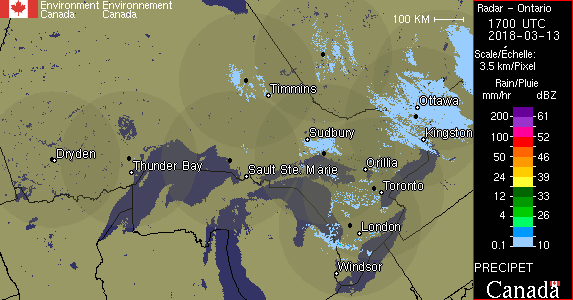 Environment Environnement
Canada Canada
100 KM
Timmins
Ottawa
Sudbury
Kingston
Dryden
Thunder Bay
Sault Ste. Marie
Orillia
Toronto
London
Windsor
Radar - Ontario
1700 UTC
2018-03-13
Scale/Échelle:
3.5 km/Pixel
Rain/Pluie
mm/hr dBZ
200 61
100 52
50 46
24 39
12 33
4 26
0.1 10
PRECIPET
Canada